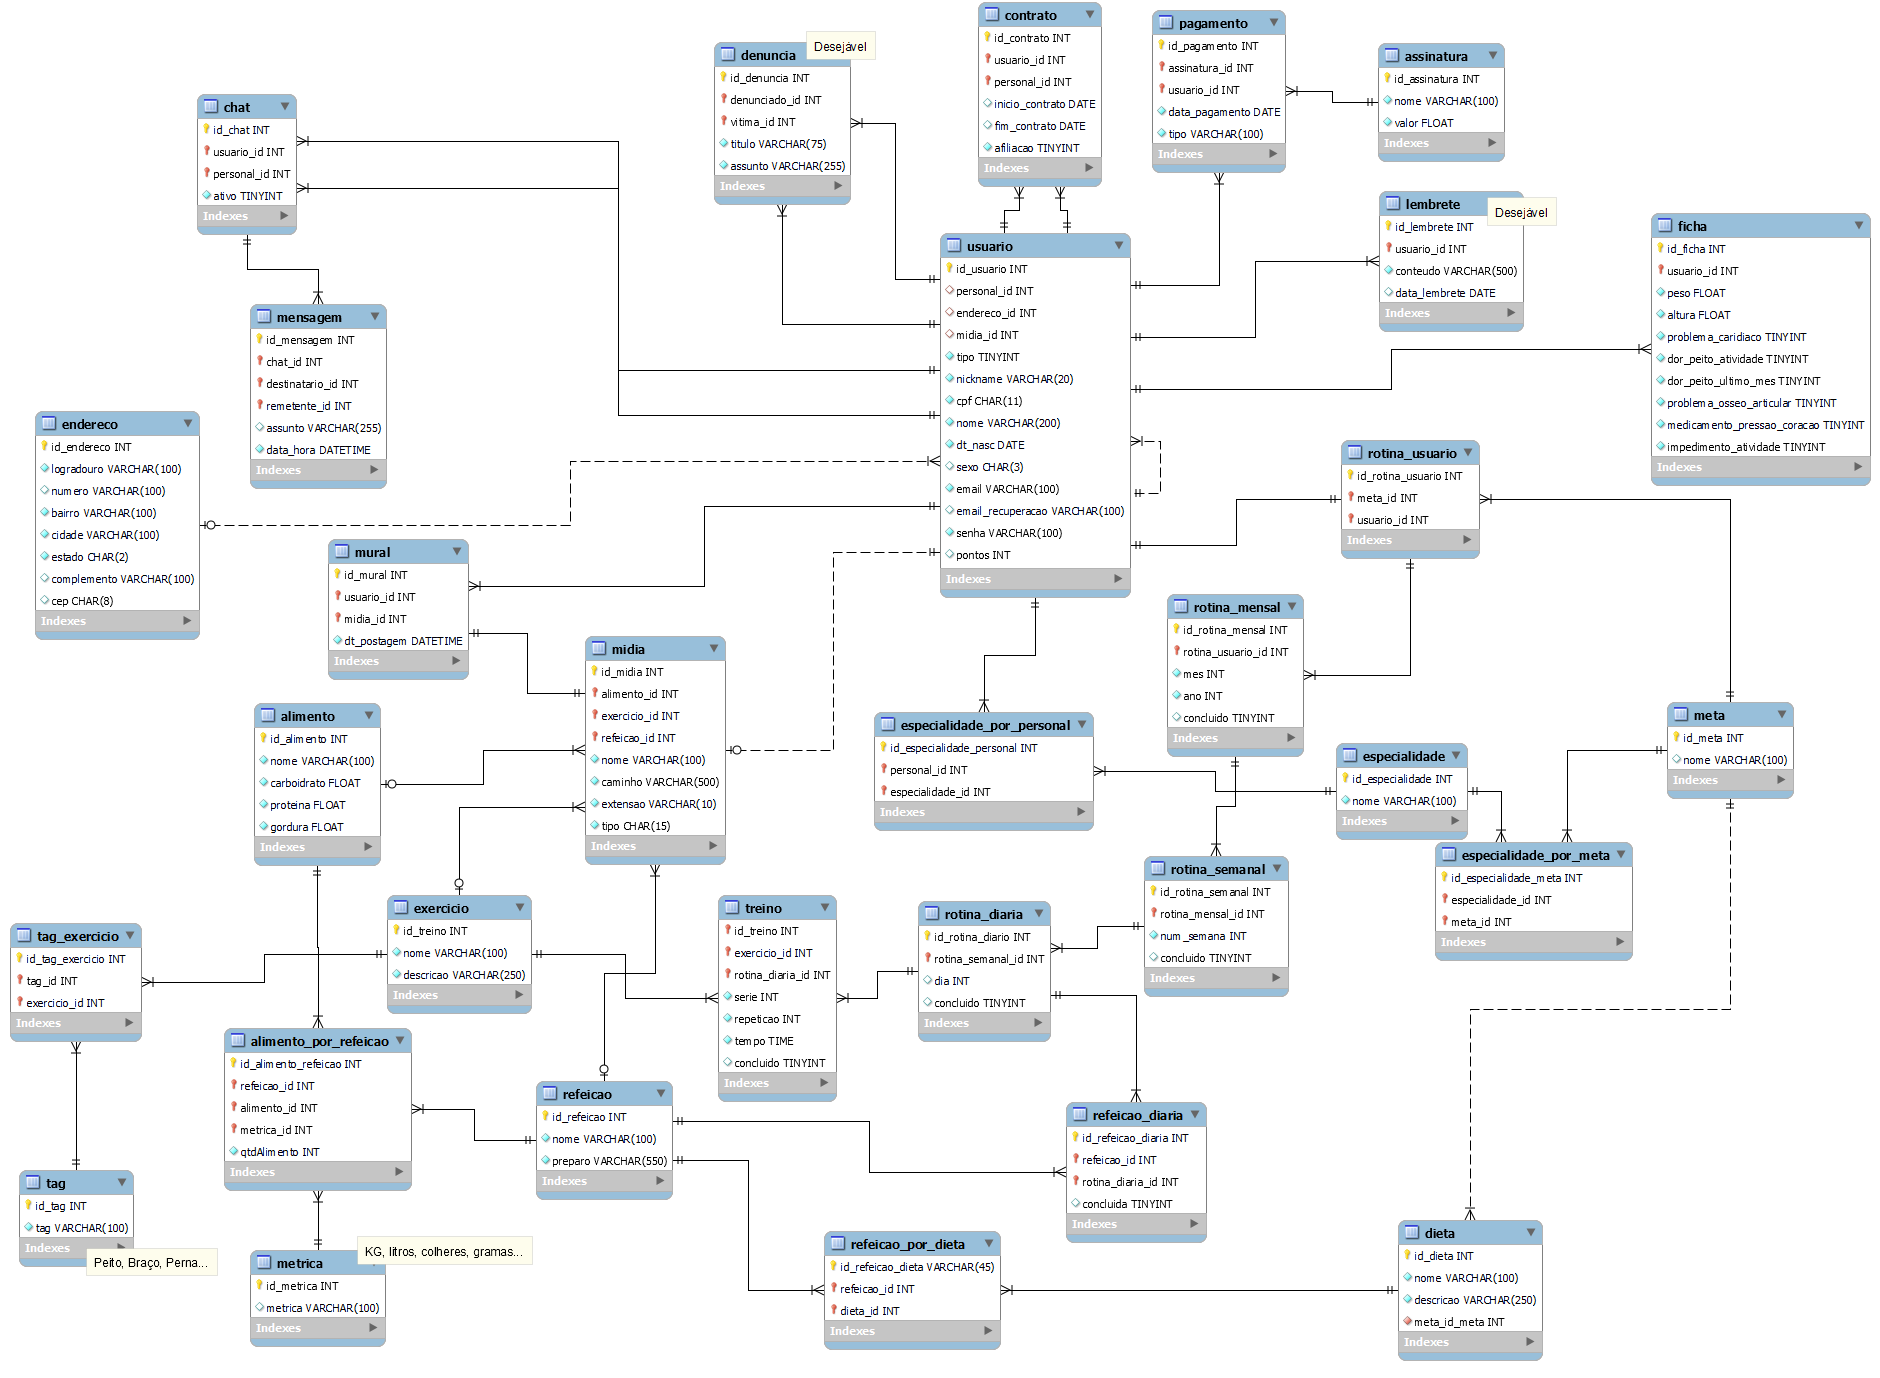 contrato
id_contrato INT
usuario_id INT
personal_id INT
inicio_contrato DATE
fim_contrato DATE
afiliacao TINYINT
Indexes
pagamento
id_pagamento INT
assinatura_id INT
usuario_id INT
data_pagamento DATE
tipo VARCHAR(100)
Indexes
denuncia
Desejável
id_denuncia INT
denunciado_id INT
vitima_id INT
titulo VARCHAR(75)
assunto VARCHAR(255)
Indexes
assinatura
id_assinatura INT
nome VARCHAR(100)
valor FLOAT
Indexes
chat
id_chat INT
usuario_id INT
personal_id INT
ativo TINYINT
Indexes
lembrete
Desejável
id_lembrete INT
usuario_id INT
conteudo VARCHAR(500)
data_lembrete DATE
Indexes
ficha
id_ficha INT
usuario_id INT
peso FLOAT
altura FLOAT
problema_caridiaco TINYINT
dor_peito_atividade TINYINT
dor_peito_ultimo_mes TINYINT
problema_osseo_articular TINYINT
medicamento_pressao_coracao TINYINT
impedimento_atividade TINYINT
Indexes
usuario
id_usuario INT
personal_id INT
endereco_id INT
midia_id INT
tipo TINYINT
nickname VARCHAR(20)
cpf CHAR(11)
nome VARCHAR(200)
dt_nasc DATE
sexo CHAR(3)
email VARCHAR(100)
email_recuperacao VARCHAR(100)
senha VARCHAR(100)
pontos INT
Indexes
mensagem
id_mensagem INT
chat_id INT
destinatario_id INT
remetente_id INT
assunto VARCHAR(255)
data_hora DATETIME
Indexes
endereco
id_endereco INT
logradouro VARCHAR(100)
numero VARCHAR(100)
bairro VARCHAR(100)
cidade VARCHAR(100)
estado CHAR(2)
complemento VARCHAR(100)
cep CHAR(8)
Indexes
rotina_usuario
id_rotina_usuario INT
meta_id INT
usuario_id INT
Indexes
mural
id_mural INT
usuario_id INT
midia_id INT
dt_postagem DATETIME
Indexes
rotina_mensal
id_rotina_mensal INT
rotina_usuario_id INT
mes INT
ano INT
concluido TINYINT
Indexes
midia
id_midia INT
alimento_id INT
exercicio_id INT
refeicao_id INT
nome VARCHAR(100)
caminho VARCHAR(500)
extensao VARCHAR(10)
tipo CHAR(15)
Indexes
alimento
id_alimento INT
nome VARCHAR(100)
carboidrato FLOAT
proteina FLOAT
gordura FLOAT
Indexes
especialidade_por_personal
id_especialidade_personal INT
personal_id INT
especialidade_id INT
Indexes
meta
id_meta INT
nome VARCHAR(100)
Indexes
especialidade
id_especialidade INT
nome VARCHAR(100)
Indexes
especialidade_por_meta
id_especialidade_meta INT
especialidade_id INT
meta_id INT
Indexes
rotina_semanal
id_rotina_semanal INT
rotina_mensal_id INT
num_semana INT
concluido TINYINT
Indexes
exercicio
id_treino INT
nome VARCHAR(100)
descricao VARCHAR(250)
Indexes
treino
id_treino INT
exercicio_id INT
rotina_diaria_id INT
serie INT
repeticao INT
tempo TIME
concluido TINYINT
Indexes
rotina_diaria
id_rotina_diario INT
rotina_semanal_id INT
dia INT
concluido TINYINT
Indexes
tag_exercicio
id_tag_exercicio INT
tag_id INT
exercicio_id INT
Indexes
alimento_por_refeicao
id_alimento_refeicao INT
refeicao_id INT
alimento_id INT
metrica_id INT
qtdAlimento INT
Indexes
refeicao
id_refeicao INT
nome VARCHAR(100)
preparo VARCHAR(550)
Indexes
refeicao_diaria
id_refeicao_diaria INT
refeicao_id INT
rotina_diaria_id INT
concluida TINYINT
Indexes
tag
id_tag INT
tag VARCHAR(100)
Indexes
Peito, Braço, Perna...
KG, litros, colheres, gramas...
metrica
id_metrica INT
metrica VARCHAR(100)
Indexes
refeicao_por_dieta
id_refeicao_dieta VARCHAR(45)
refeicao_id INT
dieta_id INT
Indexes
dieta
id_dieta INT
nome VARCHAR(100)
descricao VARCHAR(250)
meta_id_meta INT
Indexes